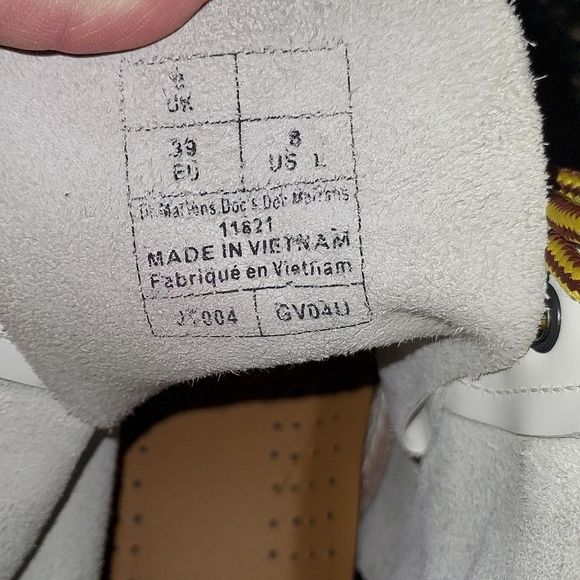 UK
39 8
EU US L
Dr. Martens Doc's Doc Martens
11821
MADE IN VIETNAM
Fabriqué en Vietnam
GV04U